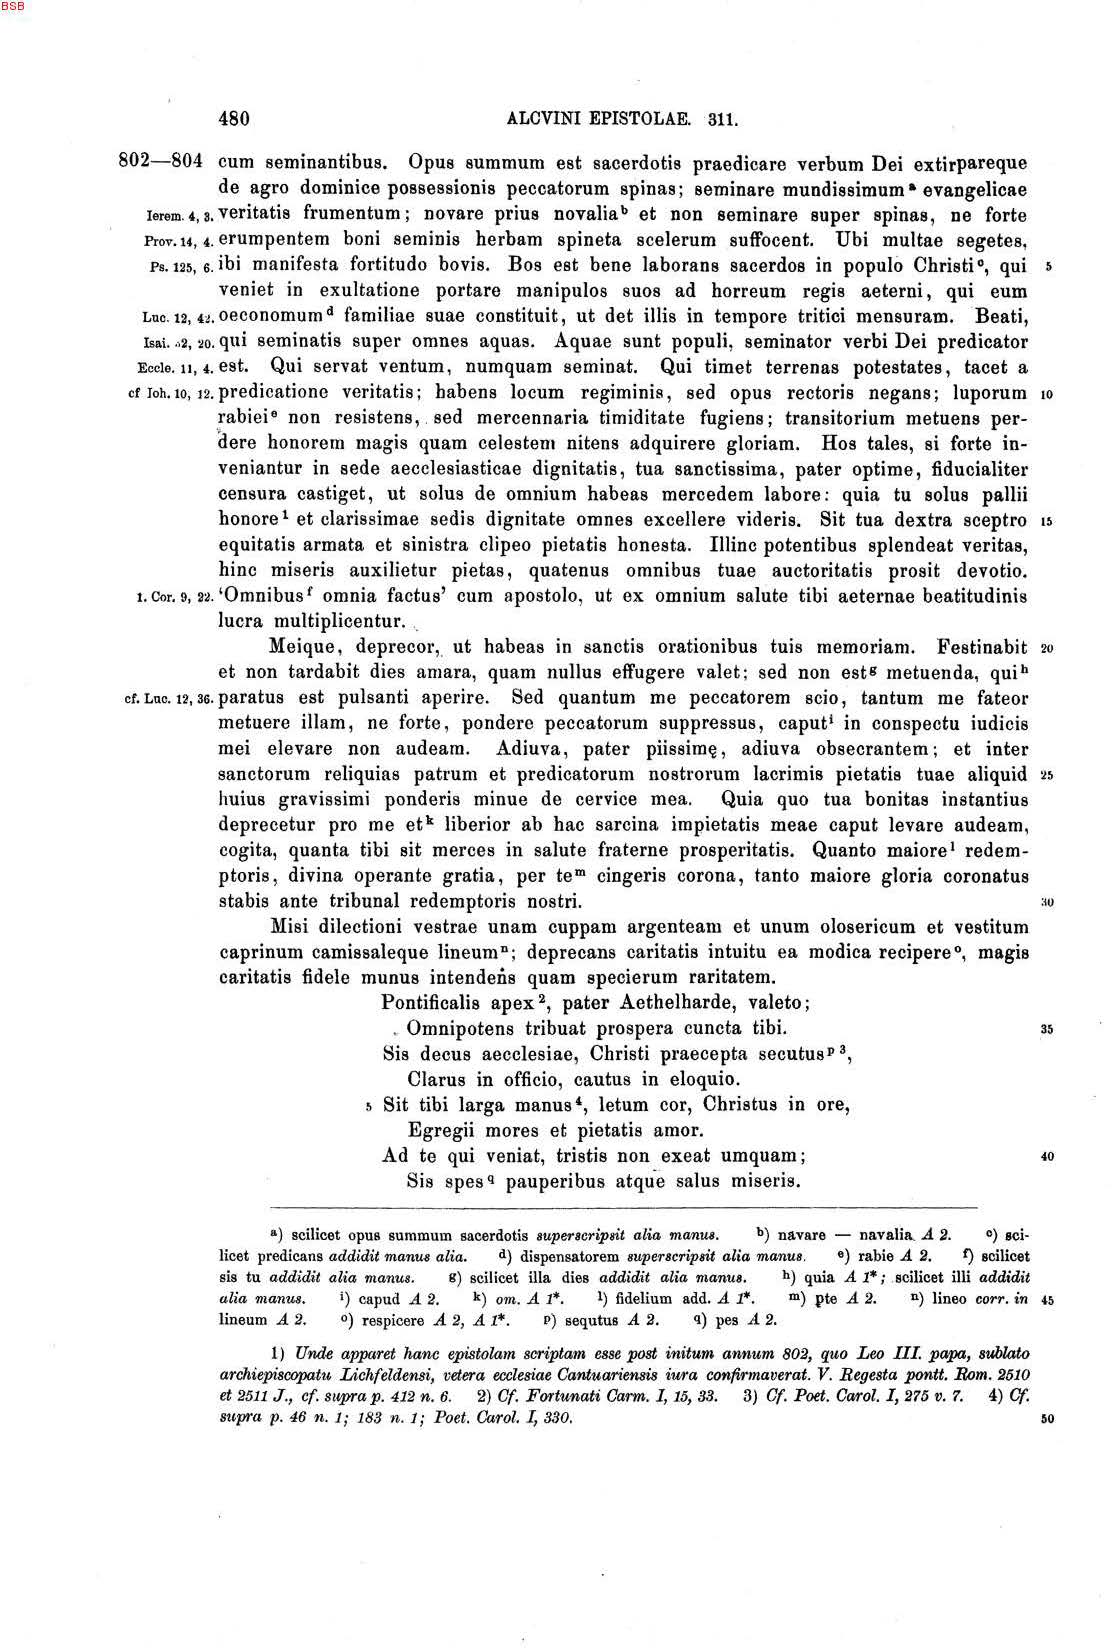 BSB
480 ALCVINI EPISTOLAE. 311.
802—804 cum seminantibus. Opus summum est sacerdotis praedicare verbum Dei extirpareque
de agro dominice possessionis peccatorum spinas; seminare mundissimum ᵃ evangelicae
Ierem. 4, 3. veritatis frumentum; novare prius novalia ᵇ et non seminare super spinas, ne forte
Prov. 14, 4. erumpentem boni seminis herbam spineta scelerum suffocent. Ubi multae segetes,
Ps. 125, 6. ibi manifesta fortitudo bovis. Bos est bene laborans sacerdos in populo Christi ᶜ, qui 5
veniet in exultatione portare manipulos suos ad horreum regis aeterni, qui eum
Luc. 12, 42. oeconomum ᵈ familiae suae constituit, ut det illis in tempore tritici mensuram. Beati,
Isai. 32, 20. qui seminatis super omnes aquas. Aquae sunt populi, seminator verbi Dei predicator
Eccle. 11, 4. est. Qui servat ventum, numquam seminat. Qui timet terrenas potestates, tacet a
cf Ioh. 10, 12. predicatione veritatis; habens locum regiminis, sed opus rectoris negans; luporum 10
rabiei ᵉ non resistens, sed mercennaria timiditate fugiens; transitorium metuens per-
dere honorem magis quam celestem nitens adquirere gloriam. Hos tales, si forte in-
veniantur in sede aecclesiasticae dignitatis, tua sanctissima, pater optime, fiducialiter
censura castiget, ut solus de omnium habeas mercedem labore: quia tu solus pallii
honore ¹ et clarissimae sedis dignitate omnes excellere videris. Sit tua dextra sceptro 15
equitatis armata et sinistra clipeo pietatis honesta. Illinc potentibus splendeat veritas,
hinc miseris auxilietur pietas, quatenus omnibus tuae auctoritatis prosit devotio.
1. Cor. 9, 22. ‘Omnibus ᶠ omnia factus’ cum apostolo, ut ex omnium salute tibi aeternae beatitudinis
lucra multiplicentur.
Meique, deprecor, ut habeas in sanctis orationibus tuis memoriam. Festinabit 20
et non tardabit dies amara, quam nullus effugere valet; sed non est ᵍ metuenda, qui ʰ
cf. Luc. 12, 36. paratus est pulsanti aperire. Sed quantum me peccatorem scio, tantum me fateor
metuere illam, ne forte, pondere peccatorum suppressus, caput ⁱ in conspectu iudicis
mei elevare non audeam. Adiuva, pater piissimę, adiuva obsecrantem; et inter
sanctorum reliquias patrum et predicatorum nostrorum lacrimis pietatis tuae aliquid 25
huius gravissimi ponderis minue de cervice mea. Quia quo tua bonitas instantius
deprecetur pro me et ᵏ liberior ab hac sarcina impietatis meae caput levare audeam,
cogita, quanta tibi sit merces in salute fraterne prosperitatis. Quanto maiore ˡ redem-
ptoris, divina operante gratia, per te ᵐ cingeris corona, tanto maiore gloria coronatus
stabis ante tribunal redemptoris nostri. 30
Misi dilectioni vestrae unam cuppam argenteam et unum olosericum et vestitum
caprinum camissaleque lineum ⁿ; deprecans caritatis intuitu ea modica recipere ᵒ, magis
caritatis fidele munus intendens quam specierum raritatem.
Pontificalis apex ², pater Aethelharde, valeto;
Omnipotens tribuat prospera cuncta tibi. 35
Sis decus aecclesiae, Christi praecepta secutus ᵖ ³,
Clarus in officio, cautus in eloquio.
5 Sit tibi larga manus ⁴, letum cor, Christus in ore,
Egregii mores et pietatis amor.
Ad te qui veniat, tristis non exeat umquam; 40
Sis spes ᑫ pauperibus atque salus miseris.
a) scilicet opus summum sacerdotis superscripsit alia manus. b) navare — navalia A 2. c) sci-
licet predicans addidit manus alia. d) dispensatorem superscripsit alia manus. e) rabie A 2. f) scilicet
sis tu addidit alia manus. g) scilicet illa dies addidit alia manus. h) quia A 1*; scilicet illi addidit
alia manus. i) capud A 2. k) om. A 1*. l) fidelium add. A 1*. m) pte A 2. n) lineo corr. in 45
lineum A 2. o) respicere A 2, A 1*. p) sequtus A 2. q) pes A 2.
1) Unde apparet hanc epistolam scriptam esse post initum annum 802, quo Leo III. papa, sublato
archiepiscopatu Lichfeldensi, vetera ecclesiae Cantuariensis iura confirmaverat. V. Regesta pontt. Rom. 2510
et 2511 J., cf. supra p. 412 n. 6. 2) Cf. Fortunati Carm. I, 15, 33. 3) Cf. Poet. Carol. I, 275 v. 7. 4) Cf.
supra p. 46 n. 1; 183 n. 1; Poet. Carol. I, 330. 50